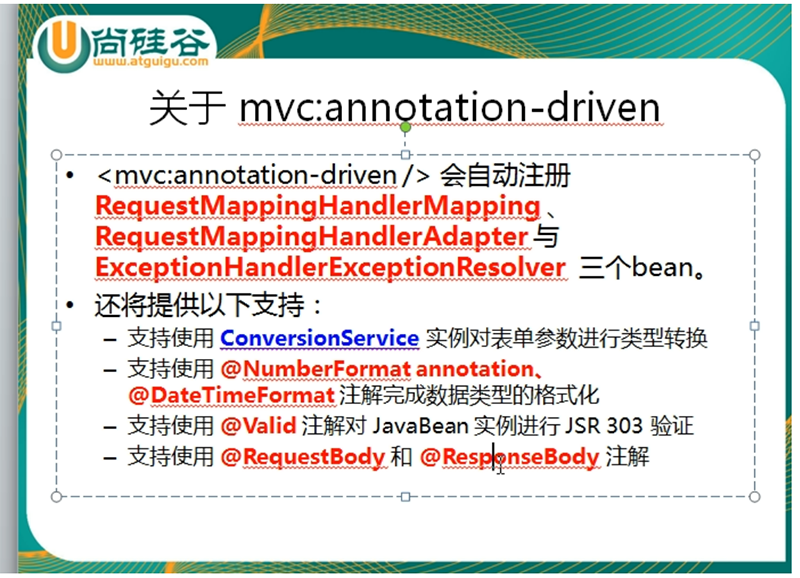 尚硅谷
www.atguigu.com
关于 mvc:annotation-driven
• <mvc:annotation-driven /> 会自动注册
RequestMappingHandlerMapping 、
RequestMappingHandlerAdapter 与
ExceptionHandlerExceptionResolver 三个bean。
• 还将提供以下支持：
– 支持使用 ConversionService 实例对表单参数进行类型转换
– 支持使用 @NumberFormat annotation、
@DateTimeFormat 注解完成数据类型的格式化
– 支持使用 @Valid 注解对 JavaBean 实例进行 JSR 303 验证
– 支持使用 @RequestBody 和 @ResponseBody 注解